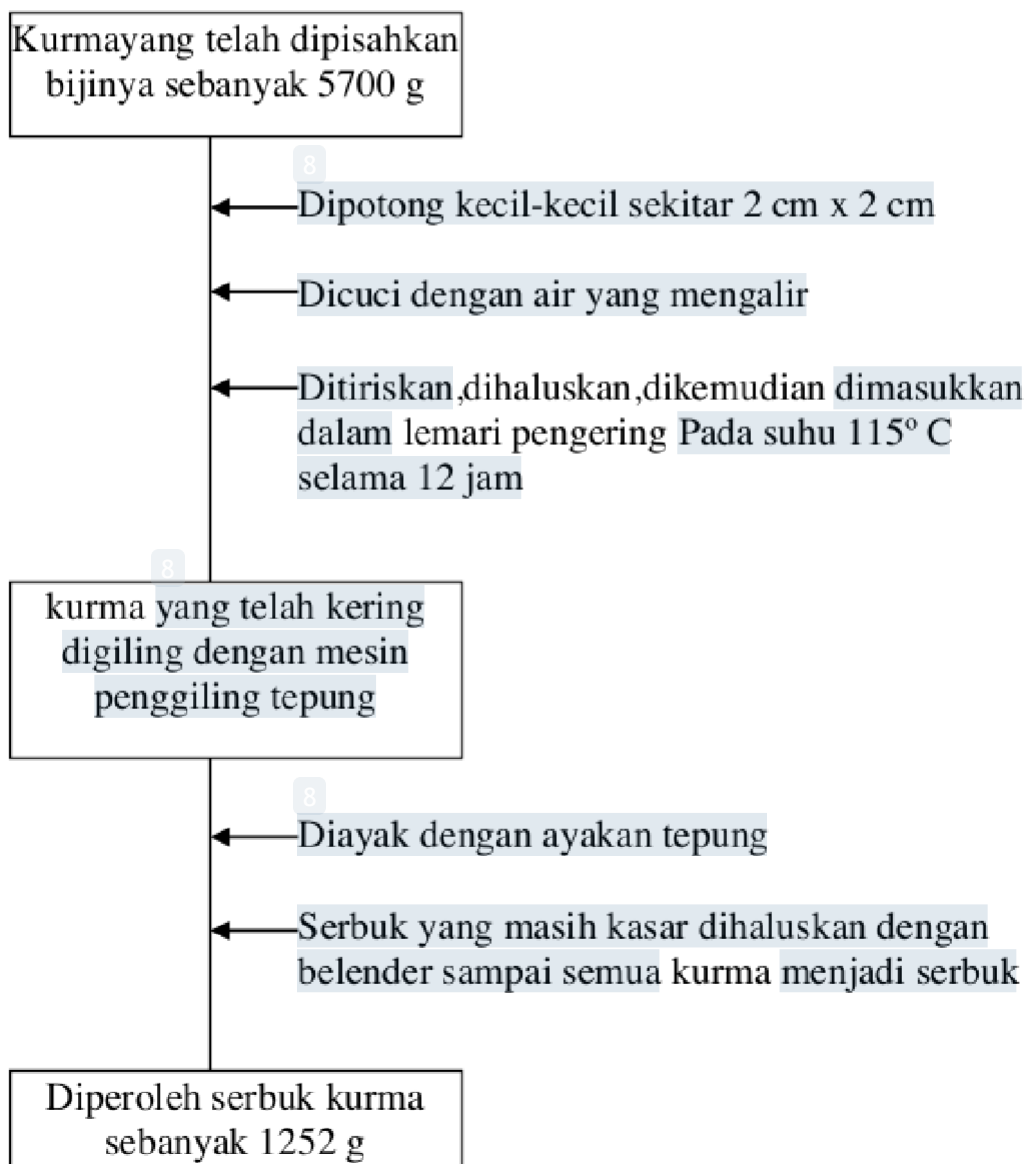 Kurmayang telah dipisahkan
bijinya sebanyak 5700 g
8
Dipotong kecil-kecil sekitar 2 cm x 2 cm
Dicuci dengan air yang mengalir
Ditiriskan,dihaluskan,dikemudian dimasukkan
dalam lemari pengering Pada suhu 115º C
selama 12 jam
8
kurma yang telah kering
digiling dengan mesin
penggiling tepung
8
Diayak dengan ayakan tepung
Serbuk yang masih kasar dihaluskan dengan
belender sampai semua kurma menjadi serbuk
Diperoleh serbuk kurma
sebanyak 1252 g